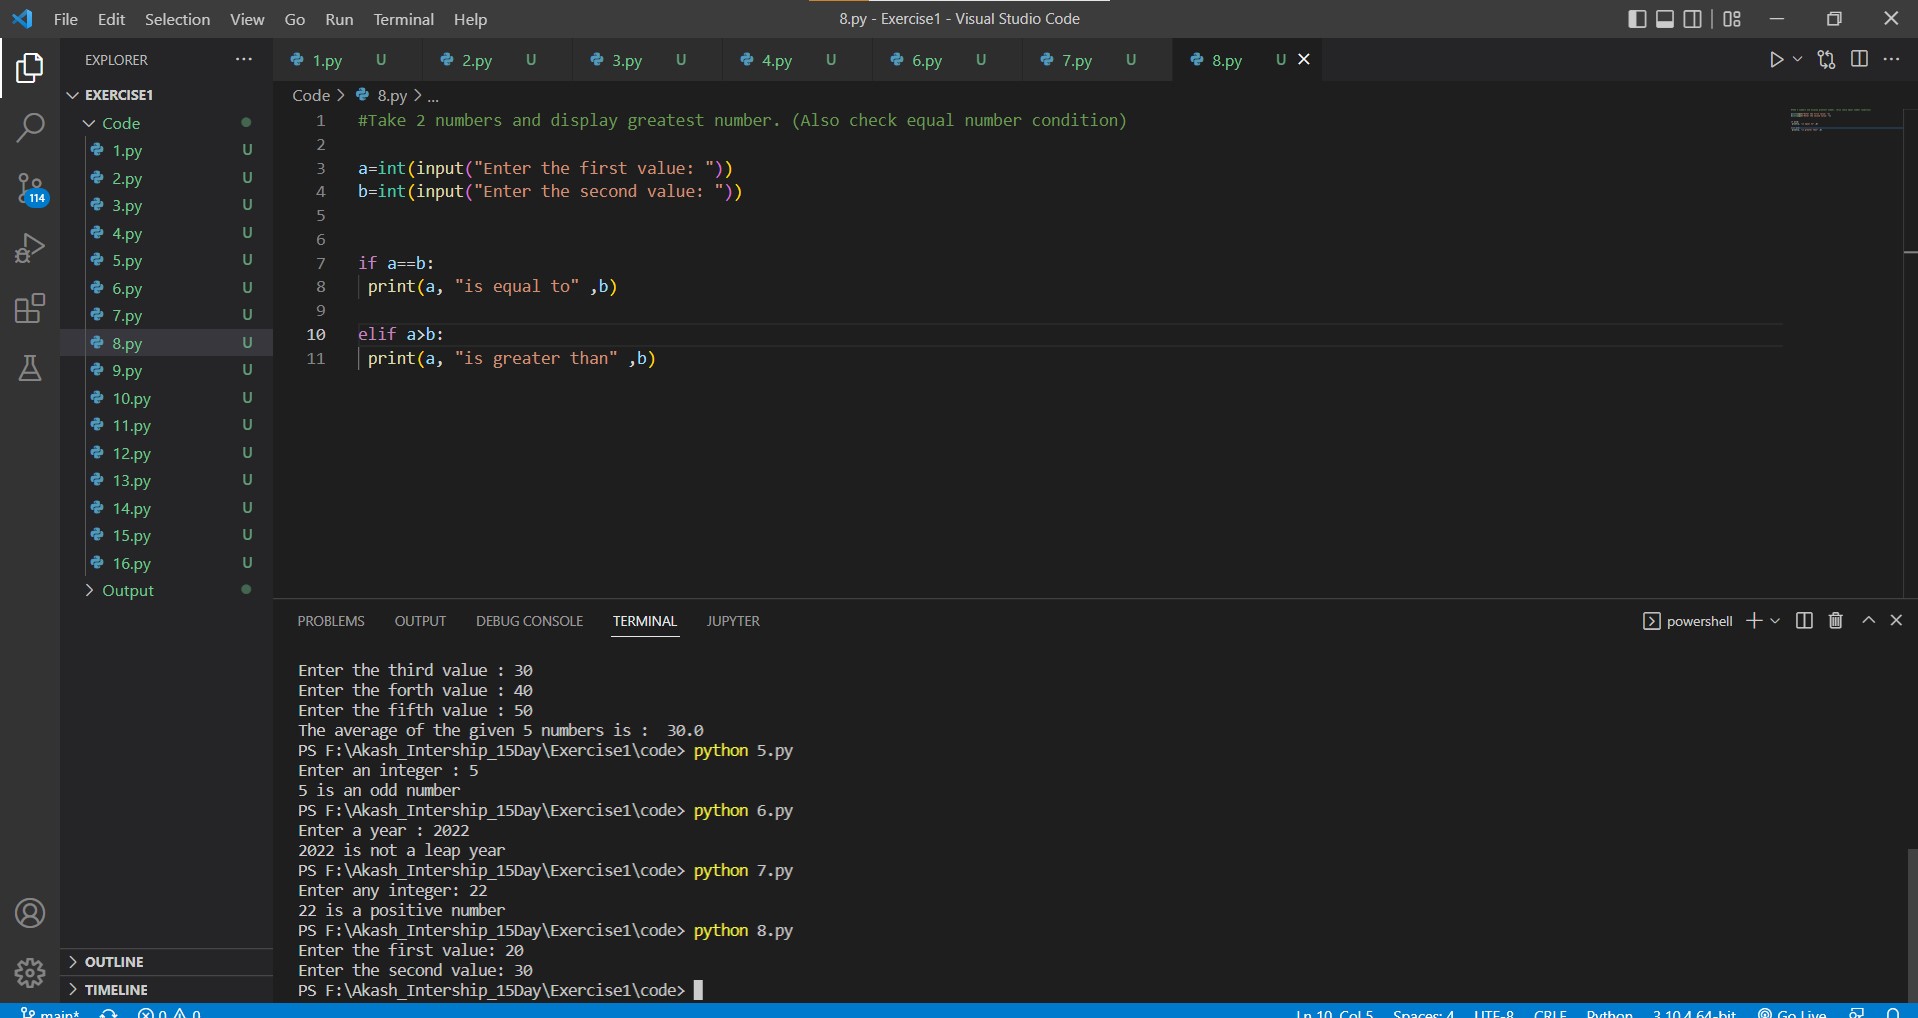 File Edit Selection View Go Run Terminal Help
8.py - Exercise1 - Visual Studio Code
EXPLORER
1.py U 2.py U 3.py U 4.py U 6.py U 7.py U 8.py U
EXERCISE1
Code
1.py U
2.py U
3.py U
4.py U
5.py U
6.py U
7.py U
8.py U
9.py U
10.py U
11.py U
12.py U
13.py U
14.py U
15.py U
16.py U
Output
114
OUTLINE
TIMELINE
Code > 8.py > ...
1 #Take 2 numbers and display greatest number. (Also check equal number condition)
2
3 a=int(input("Enter the first value: "))
4 b=int(input("Enter the second value: "))
5
6
7 if a==b:
8 print(a, "is equal to" ,b)
9
10 elif a>b:
11 print(a, "is greater than" ,b)
PROBLEMS OUTPUT DEBUG CONSOLE TERMINAL JUPYTER
powershell
Enter the third value : 30
Enter the forth value : 40
Enter the fifth value : 50
The average of the given 5 numbers is :  30.0
PS F:\Akash_Intership_15Day\Exercise1\code> python 5.py
Enter an integer : 5
5 is an odd number
PS F:\Akash_Intership_15Day\Exercise1\code> python 6.py
Enter a year : 2022
2022 is not a leap year
PS F:\Akash_Intership_15Day\Exercise1\code> python 7.py
Enter any integer: 22
22 is a positive number
PS F:\Akash_Intership_15Day\Exercise1\code> python 8.py
Enter the first value: 20
Enter the second value: 30
PS F:\Akash_Intership_15Day\Exercise1\code>
main* 0 0 Ln 10, Col 5 Spaces: 4 UTF-8 CRLF Python 3.10.4 64-bit Go Live